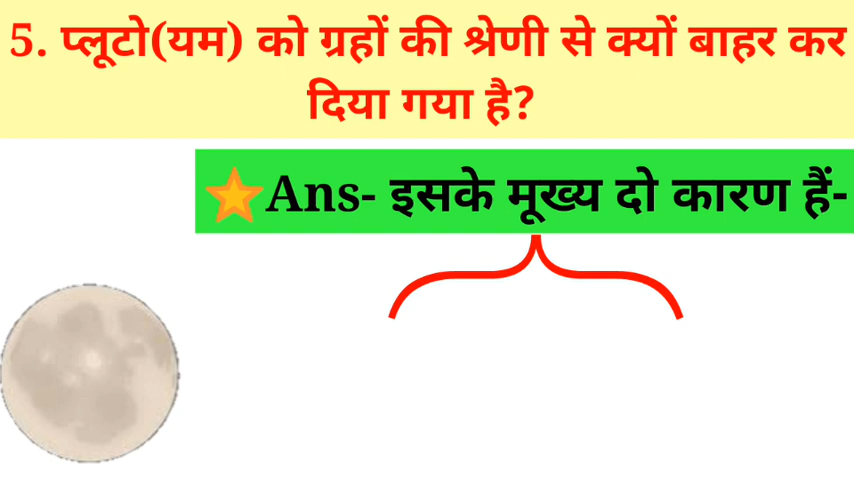 5. प्लूटो(यम) को ग्रहों की श्रेणी से क्यों बाहर कर
दिया गया है?
Ans- इसके मूख्य दो कारण हैं-